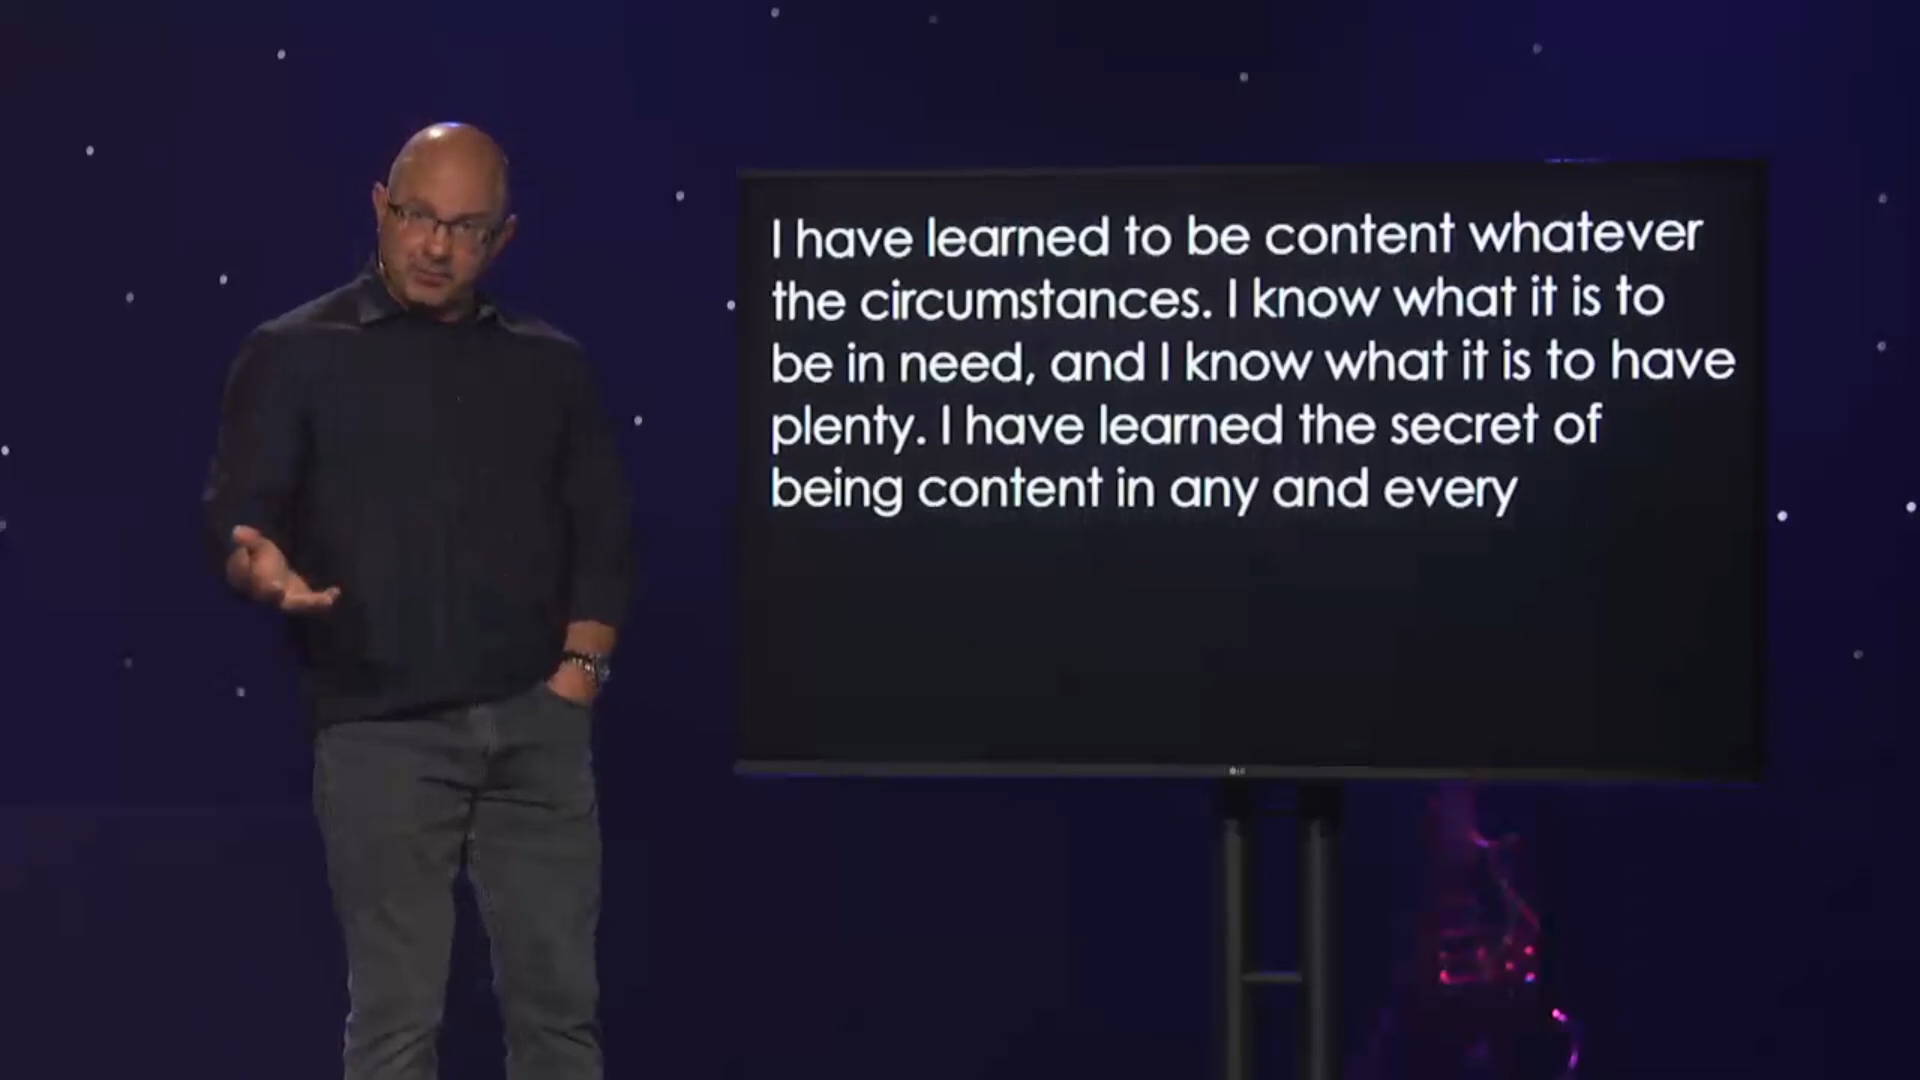 I have learned to be content whatever
the circumstances. I know what it is to
be in need, and I know what it is to have
plenty. I have learned the secret of
being content in any and every